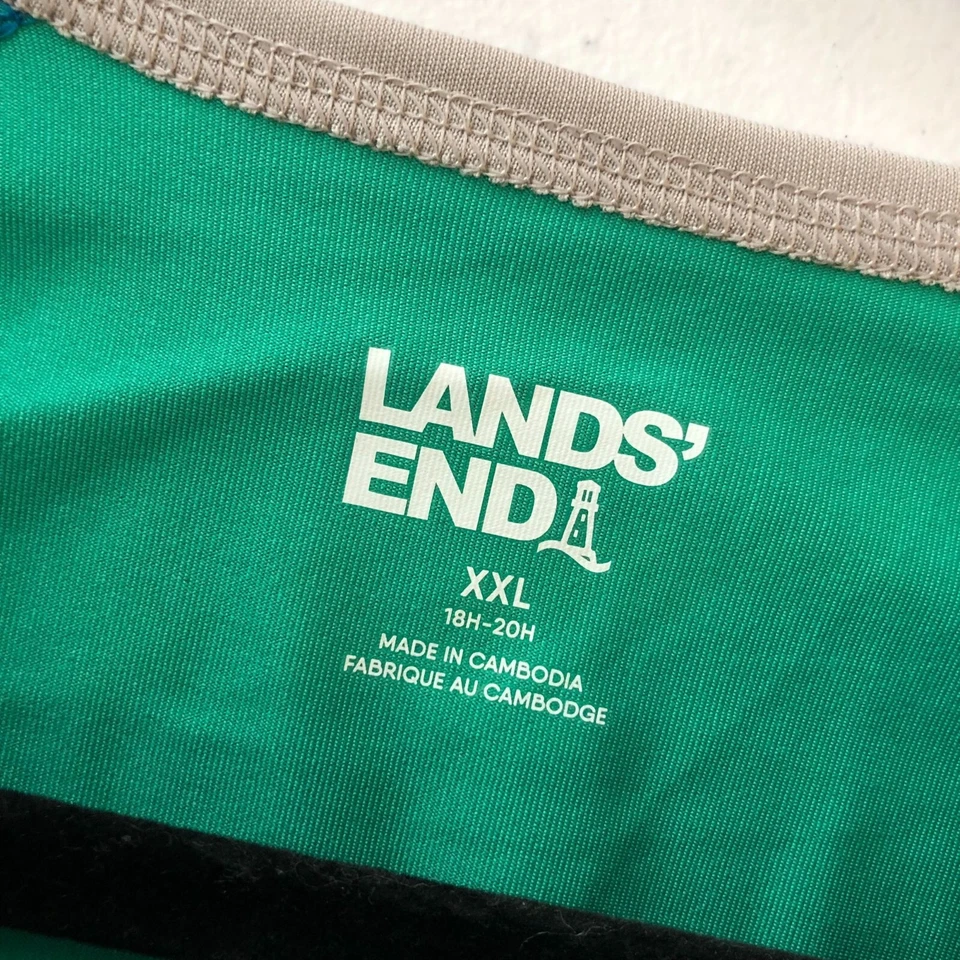 LANDS'
END
XXL
18H-20H
MADE IN CAMBODIA
FABRIQUE AU CAMBODGE